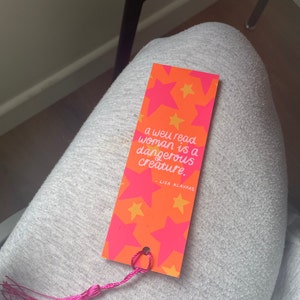 a well read
woman is a
dangerous
creature.
- LISA KLEYPAS